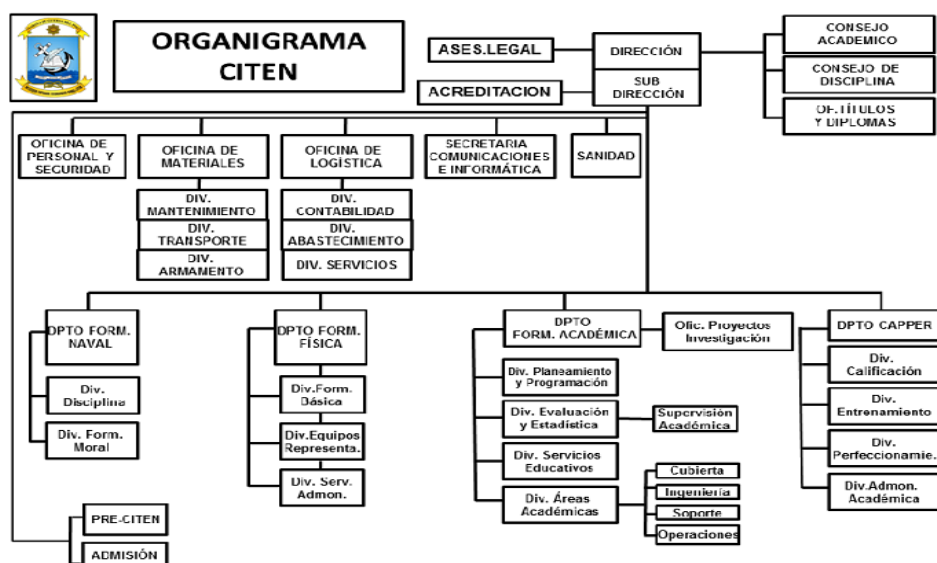 ORGANIGRAMA
CITEN
ASES.LEGAL
DIRECCIÓN
CONSEJO
ACADEMICO
ACREDITACION
SUB
DIRECCIÓN
CONSEJO DE
DISCIPLINA
OF.TÍTULOS
Y DIPLOMAS
OFICINA DE
PERSONAL Y
SEGURIDAD
OFICINA DE
MATERIALES
OFICINA DE
LOGÍSTICA
SECRETARIA
COMUNICACIONES
E INFORMÁTICA
SANIDAD
DIV.
MANTENIMIENTO
DIV.
TRANSPORTE
DIV.
ARMAMENTO
DIV.
CONTABILIDAD
DIV.
ABASTECIMIENTO
DIV. SERVICIOS
DPTO FORM.
NAVAL
DPTO FORM.
FÍSICA
DPTO
FORM. ACADÉMICA
Ofic. Proyectos
Investigación
DPTO CAPPER
Div.
Disciplina
Div. Form.
Moral
Div.Form.
Básica
Div.Equipos
Representa.
Div. Serv.
Admon.
Div. Planeamiento
y Programación
Div. Evaluación
y Estadística
Supervisión
Académica
Div. Servicios
Educativos
Div. Áreas
Académicas
Cubierta
Ingeniería
Soporte
Operaciones
Div.
Calificación
Div.
Entrenamiento
Div.
Perfeccionamie.
Div.Admon.
Académica
PRE-CITEN
ADMISIÓN